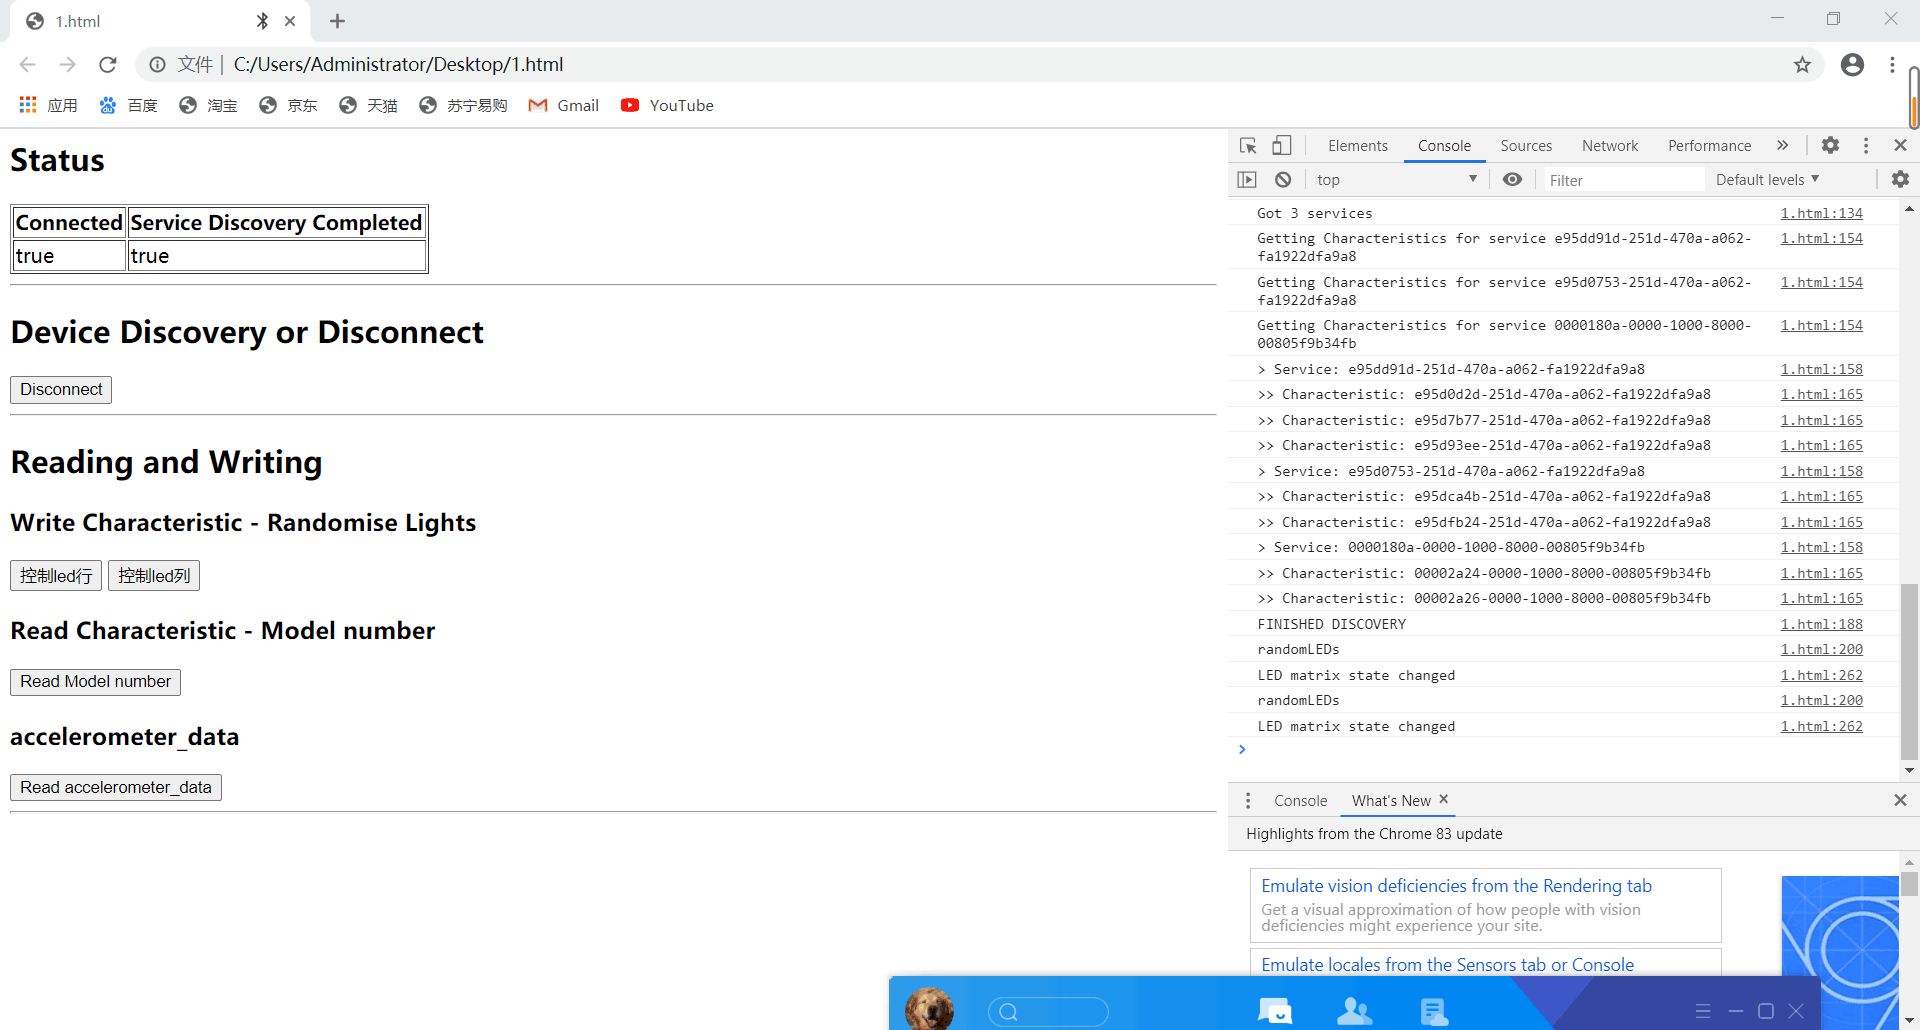 1.html
文件 | C:/Users/Administrator/Desktop/1.html
应用 百度 淘宝 京东 天猫 苏宁易购 Gmail YouTube
Status
Connected Service Discovery Completed
true true
Device Discovery or Disconnect
Disconnect
Reading and Writing
Write Characteristic - Randomise Lights
控制led行 控制led列
Read Characteristic - Model number
Read Model number
accelerometer_data
Read accelerometer_data
Elements Console Sources Network Performance »
top Filter Default levels
Got 3 services 1.html:134
Getting Characteristics for service e95dd91d-251d-470a-a062- 1.html:154
fa1922dfa9a8
Getting Characteristics for service e95d0753-251d-470a-a062- 1.html:154
fa1922dfa9a8
Getting Characteristics for service 0000180a-0000-1000-8000- 1.html:154
00805f9b34fb
> Service: e95dd91d-251d-470a-a062-fa1922dfa9a8 1.html:158
>> Characteristic: e95d0d2d-251d-470a-a062-fa1922dfa9a8 1.html:165
>> Characteristic: e95d7b77-251d-470a-a062-fa1922dfa9a8 1.html:165
>> Characteristic: e95d93ee-251d-470a-a062-fa1922dfa9a8 1.html:165
> Service: e95d0753-251d-470a-a062-fa1922dfa9a8 1.html:158
>> Characteristic: e95dca4b-251d-470a-a062-fa1922dfa9a8 1.html:165
>> Characteristic: e95dfb24-251d-470a-a062-fa1922dfa9a8 1.html:165
> Service: 0000180a-0000-1000-8000-00805f9b34fb 1.html:158
>> Characteristic: 00002a24-0000-1000-8000-00805f9b34fb 1.html:165
>> Characteristic: 00002a26-0000-1000-8000-00805f9b34fb 1.html:165
FINISHED DISCOVERY 1.html:188
randomLEDs 1.html:200
LED matrix state changed 1.html:262
randomLEDs 1.html:200
LED matrix state changed 1.html:262
Console What's New
Highlights from the Chrome 83 update
Emulate vision deficiencies from the Rendering tab
Get a visual approximation of how people with vision
deficiencies might experience your site.
Emulate locales from the Sensors tab or Console